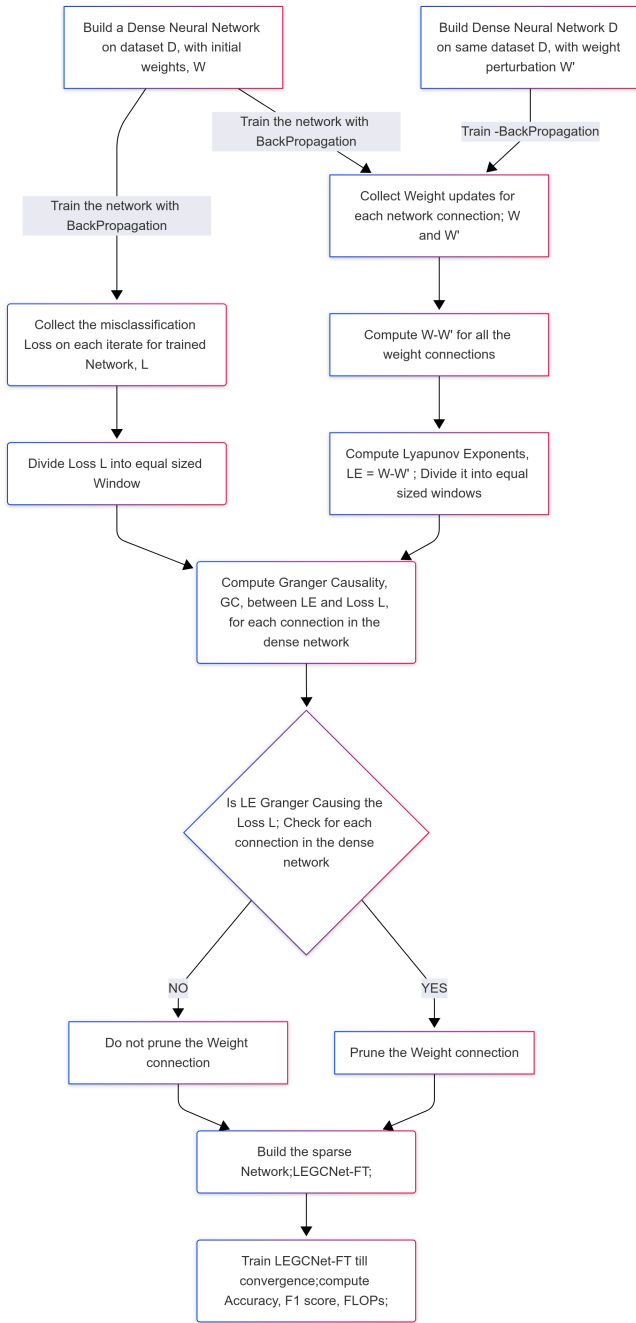 Build a Dense Neural Network
on dataset D, with initial
weights, W
Build Dense Neural Network D
on same dataset D, with weight
perturbation W'
Train the network with
BackPropagation
Train -BackPropagation
Train the network with
BackPropagation
Collect Weight updates for
each network connection; W
and W'
Collect the misclassification
Loss on each iterate for trained
Network, L
Compute W-W' for all the
weight connections
Divide Loss L into equal sized
Window
Compute Lyapunov Exponents,
LE = W-W' ; Divide it into equal
sized windows
Compute Granger Causality,
GC, between LE and Loss L,
for each connection in the
dense network
Is LE Granger Causing the
Loss L; Check for each
connection in the dense
network
NO
YES
Do not prune the Weight
connection
Prune the Weight connection
Build the sparse
Network;LEGCNet-FT;
Train LEGCNet-FT till
convergence;compute
Accuracy, F1 score, FLOPs;